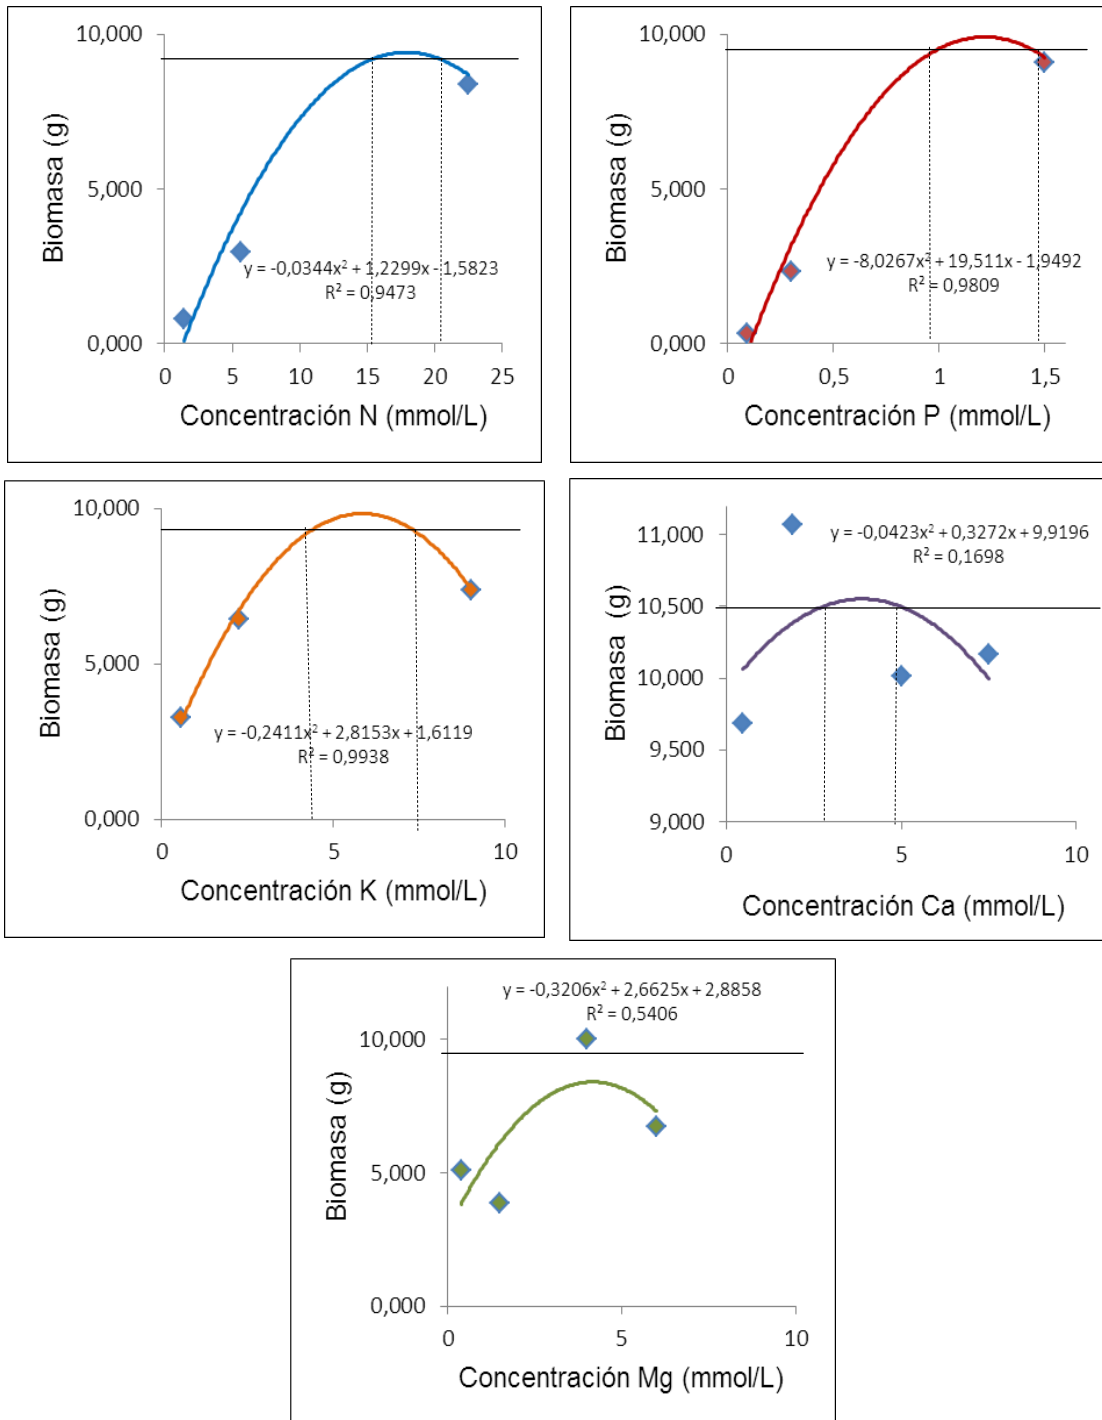 10,000
5,000
0,000
Biomasa (g)
y = -0,0344x² + 1,2299x - 1,5823
R² = 0,9473
0 5 10 15 20 25
Concentración N (mmol/L)
10,000
5,000
0,000
Biomasa (g)
y = -8,0267x² + 19,511x - 1,9492
R² = 0,9809
0 0,5 1 1,5
Concentración P (mmol/L)
10,000
5,000
0,000
Biomasa (g)
y = -0,2411x² + 2,8153x + 1,6119
R² = 0,9938
0 5 10
Concentración K (mmol/L)
11,000
10,500
10,000
9,500
9,000
Biomasa (g)
y = -0,0423x² + 0,3272x + 9,9196
R² = 0,1698
0 5 10
Concentración Ca (mmol/L)
y = -0,3206x² + 2,6625x + 2,8858
R² = 0,5406
10,000
5,000
0,000
Biomasa (g)
0 5 10
Concentración Mg (mmol/L)